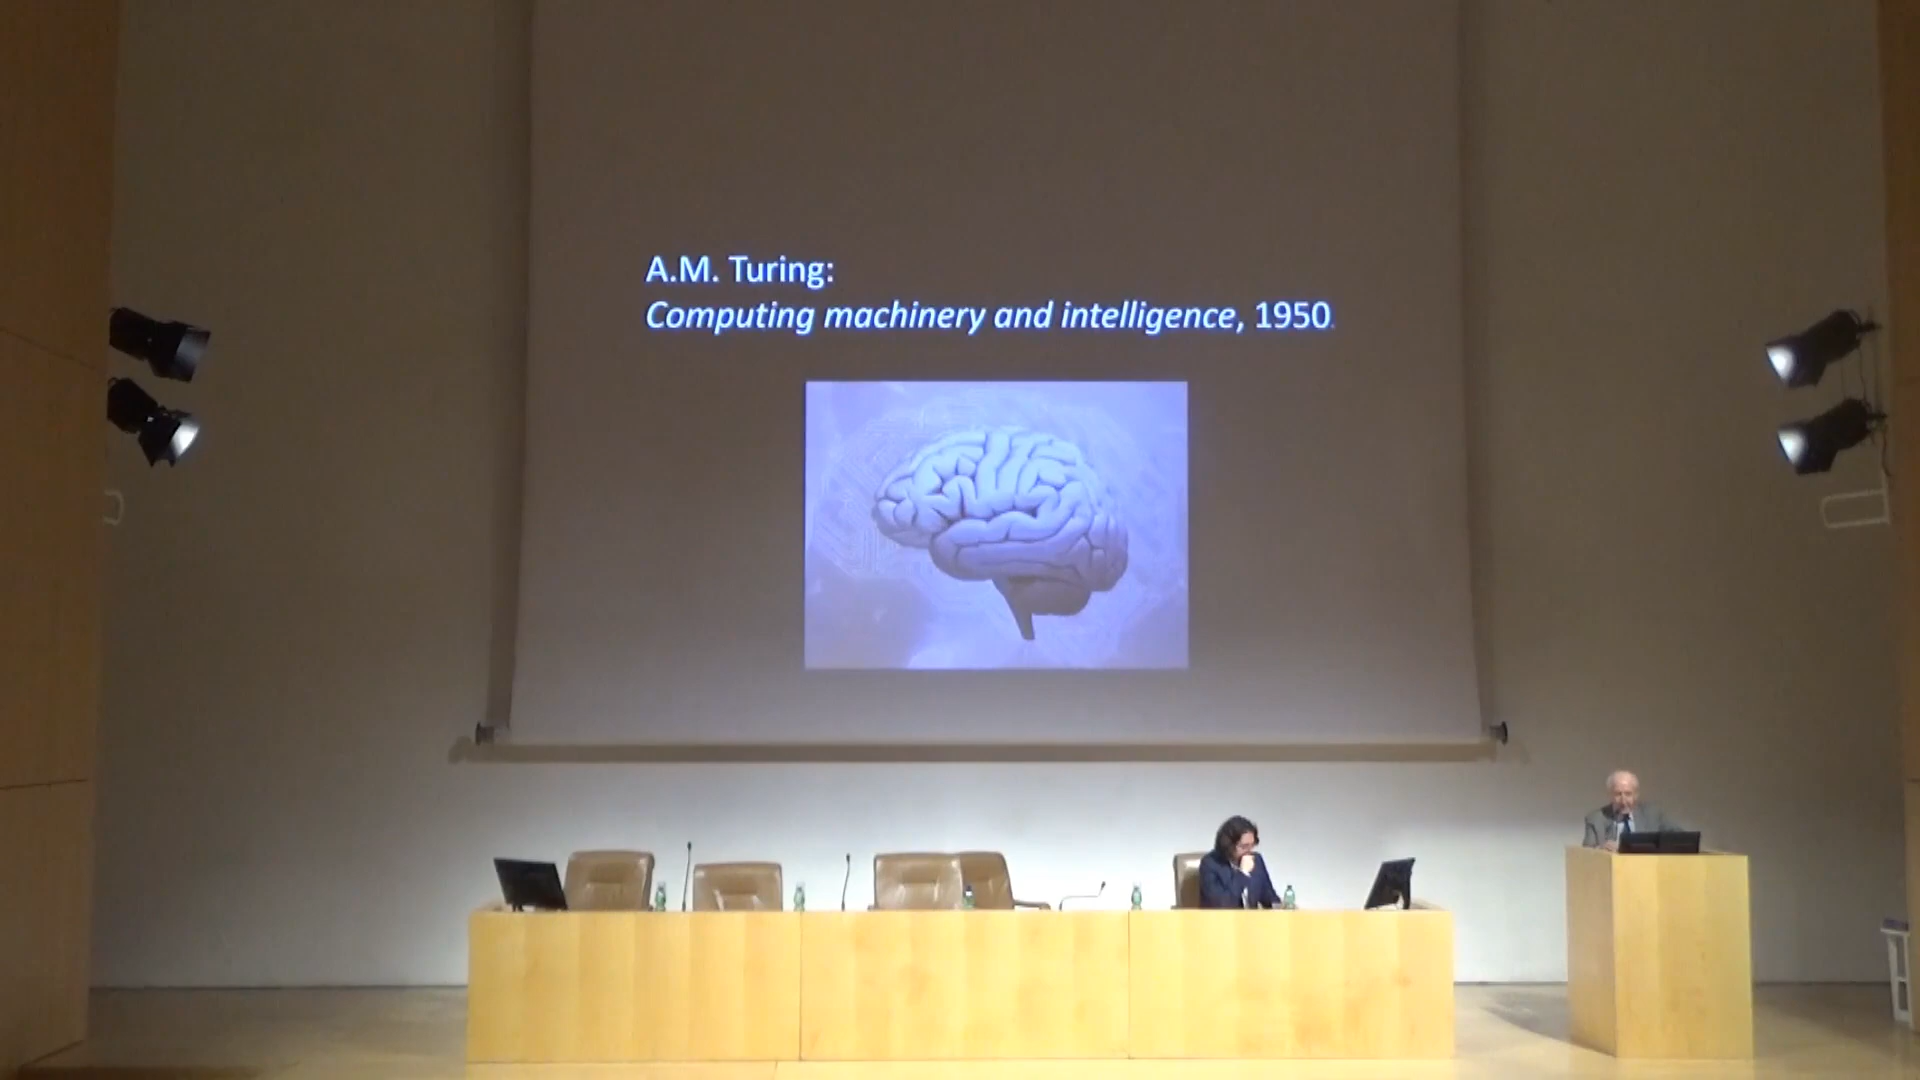 A.M. Turing:
Computing machinery and intelligence, 1950.